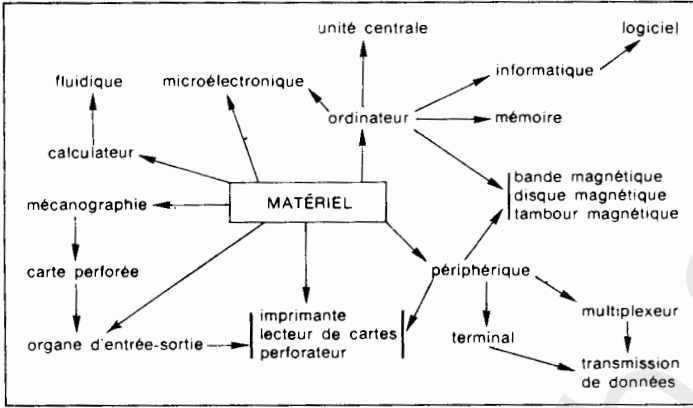 unité centrale
logiciel
fluidique
microélectronique
informatique
ordinateur
mémoire
calculateur
bande magnétique
disque magnétique
tambour magnétique
mécanographie
MATÉRIEL
carte perforée
périphérique
imprimante
lecteur de cartes
perforateur
multiplexeur
organe d'entrée-sortie
terminal
transmission
de données